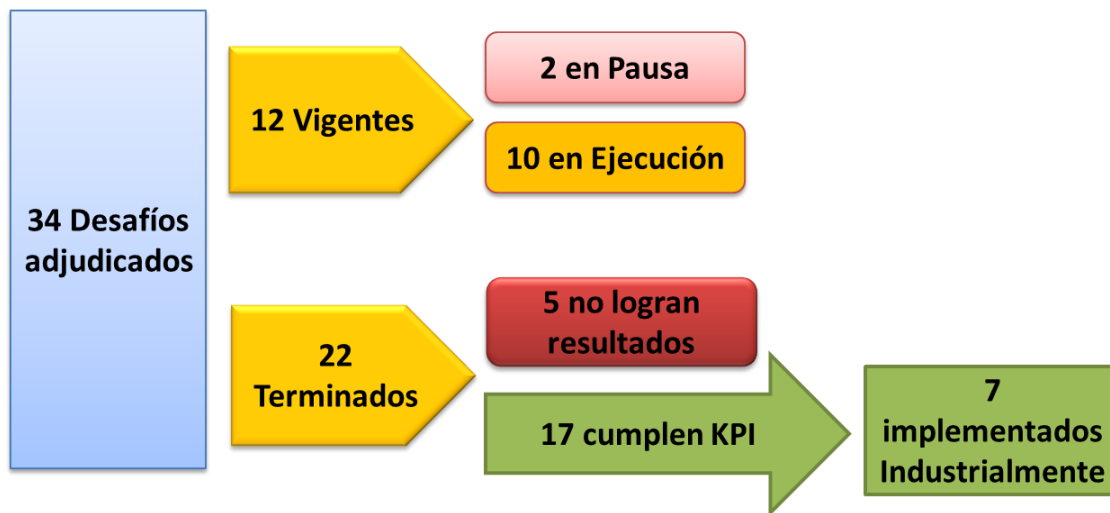 34 Desafíos
adjudicados
12 Vigentes
2 en Pausa
10 en Ejecución
22
Terminados
5 no logran
resultados
17 cumplen KPI
7
implementados
Industrialmente